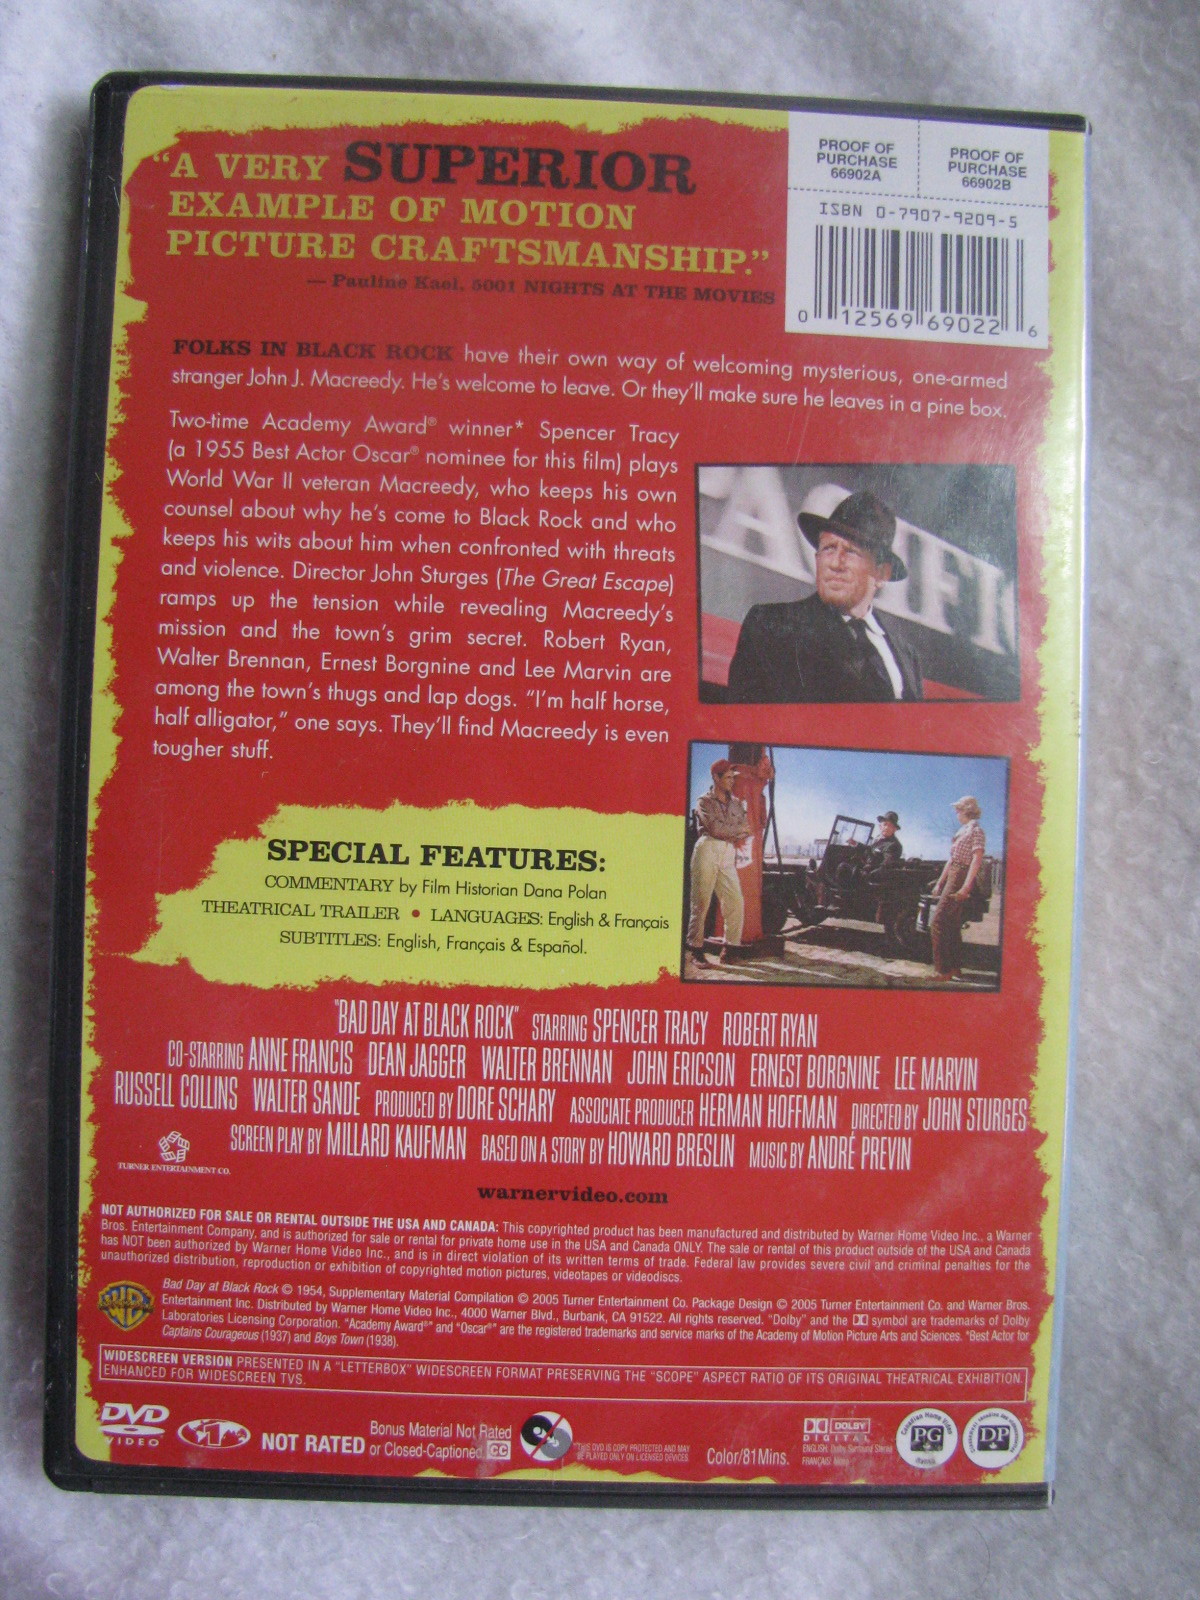 "A VERY SUPERIOR
EXAMPLE OF MOTION
PICTURE CRAFTSMANSHIP."
— Pauline Kael, 5001 NIGHTS AT THE MOVIES
PROOF OF
PURCHASE
66902A
PROOF OF
PURCHASE
66902B
ISBN 0-7907-9209-5
0 12569 69022 6
FOLKS IN BLACK ROCK have their own way of welcoming mysterious, one-armed
stranger John J. Macreedy. He's welcome to leave. Or they'll make sure he leaves in a pine box.
Two-time Academy Award® winner* Spencer Tracy
(a 1955 Best Actor Oscar® nominee for this film) plays
World War II veteran Macreedy, who keeps his own
counsel about why he's come to Black Rock and who
keeps his wits about him when confronted with threats
and violence. Director John Sturges (The Great Escape)
ramps up the tension while revealing Macreedy's
mission and the town's grim secret. Robert Ryan,
Walter Brennan, Ernest Borgnine and Lee Marvin are
among the town's thugs and lap dogs. "I'm half horse,
half alligator," one says. They'll find Macreedy is even
tougher stuff.
SPECIAL FEATURES:
COMMENTARY by Film Historian Dana Polan
THEATRICAL TRAILER • LANGUAGES: English & Français
SUBTITLES: English, Français & Español.
"BAD DAY AT BLACK ROCK" STARRING SPENCER TRACY ROBERT RYAN
CO-STARRING ANNE FRANCIS DEAN JAGGER WALTER BRENNAN JOHN ERICSON ERNEST BORGNINE LEE MARVIN
RUSSELL COLLINS WALTER SANDE PRODUCED BY DORE SCHARY ASSOCIATE PRODUCER HERMAN HOFFMAN DIRECTED BY JOHN STURGES
SCREEN PLAY BY MILLARD KAUFMAN BASED ON A STORY BY HOWARD BRESLIN MUSIC BY ANDRÉ PREVIN
TURNER ENTERTAINMENT CO.
warnervideo.com
NOT AUTHORIZED FOR SALE OR RENTAL OUTSIDE THE USA AND CANADA: This copyrighted product has been manufactured and distributed by Warner Home Video Inc., a Warner
Bros. Entertainment Company, and is authorized for sale or rental for private home use in the USA and Canada ONLY. The sale or rental of this product outside of the USA and Canada
has NOT been authorized by Warner Home Video Inc., and is in direct violation of its written terms of trade. Federal law provides severe civil and criminal penalties for the
unauthorized distribution, reproduction or exhibition of copyrighted motion pictures, videotapes or videodiscs.
Bad Day at Black Rock © 1954, Supplementary Material Compilation © 2005 Turner Entertainment Co. Package Design © 2005 Turner Entertainment Co. and Warner Bros.
Entertainment Inc. Distributed by Warner Home Video Inc., 4000 Warner Blvd., Burbank, CA 91522. All rights reserved. "Dolby" and the DD symbol are trademarks of Dolby
Laboratories Licensing Corporation. "Academy Award®" and "Oscar®" are the registered trademarks and service marks of the Academy of Motion Picture Arts and Sciences. *Best Actor for
Captains Courageous (1937) and Boys Town (1938).
WIDESCREEN VERSION PRESENTED IN A "LETTERBOX" WIDESCREEN FORMAT PRESERVING THE "SCOPE" ASPECT RATIO OF ITS ORIGINAL THEATRICAL EXHIBITION.
ENHANCED FOR WIDESCREEN TVS.
DVD
VIDEO
1
NOT RATED
Bonus Material Not Rated
or Closed-Captioned CC
THIS DVD IS COPY PROTECTED AND MAY
BE PLAYED ONLY ON LICENSED DEVICES
Color/81Mins.
DOLBY
DIGITAL
ENGLISH: Dolby Surround Stereo
FRANÇAIS: Mono
Canadian Home Video
PG
DP